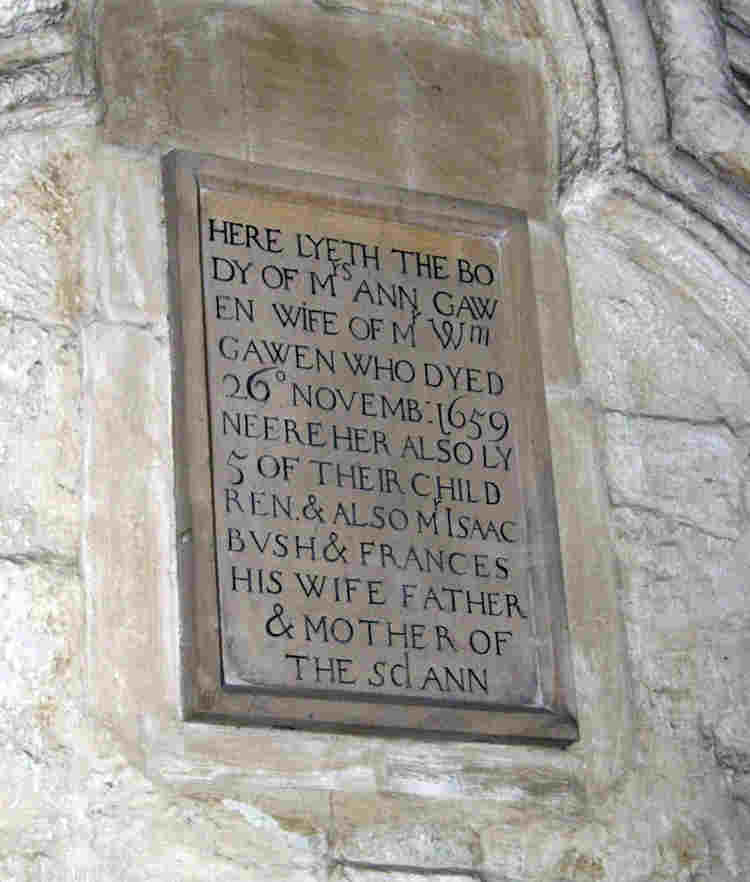 HERE LYETH THE BO
DY OF Mʳˢ ANN GAW
EN WIFE OF Mʳ Wm
GAWEN WHO DYED
26° NOVEMB: 1659
NEERE HER ALSO LY
5 OF THEIR CHILD
REN. & ALSO Mʳ ISAAC
BVSH & FRANCES
HIS WIFE FATHER
& MOTHER OF
THE Sd ANN